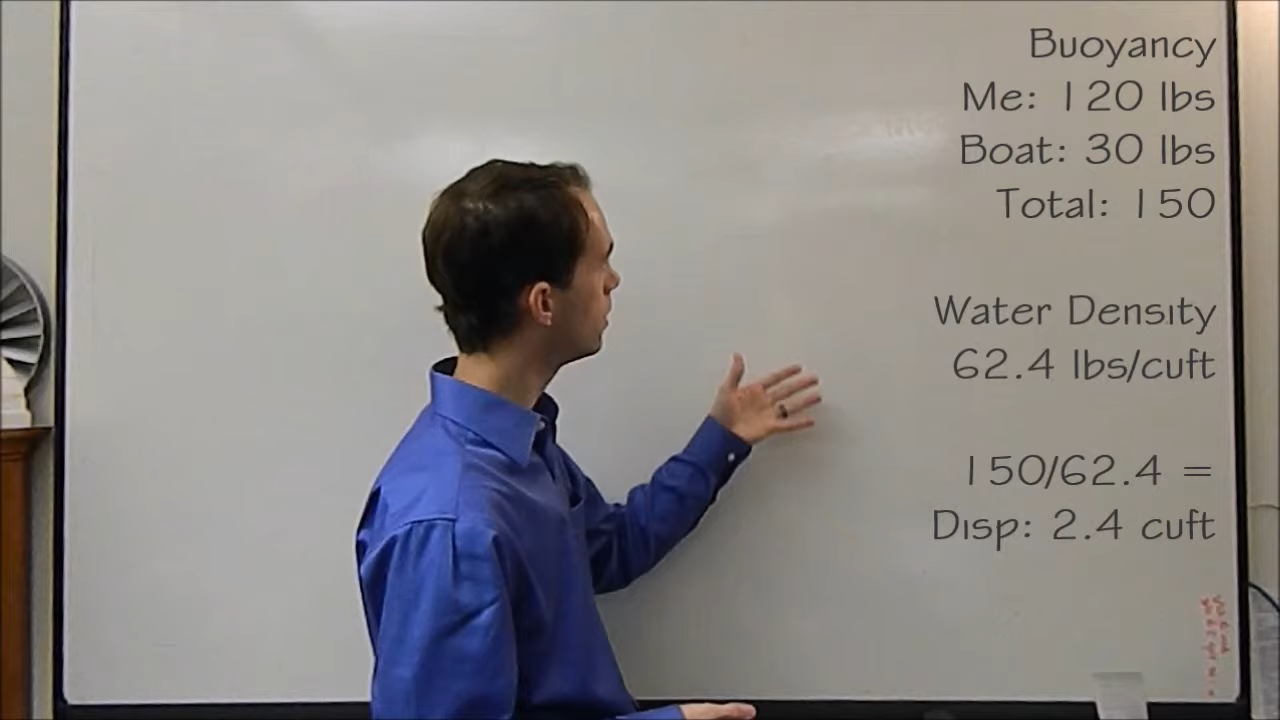 Buoyancy
Me: 120 lbs
Boat: 30 lbs
Total: 150
Water Density
62.4 lbs/cuft
150/62.4 =
Disp: 2.4 cuft